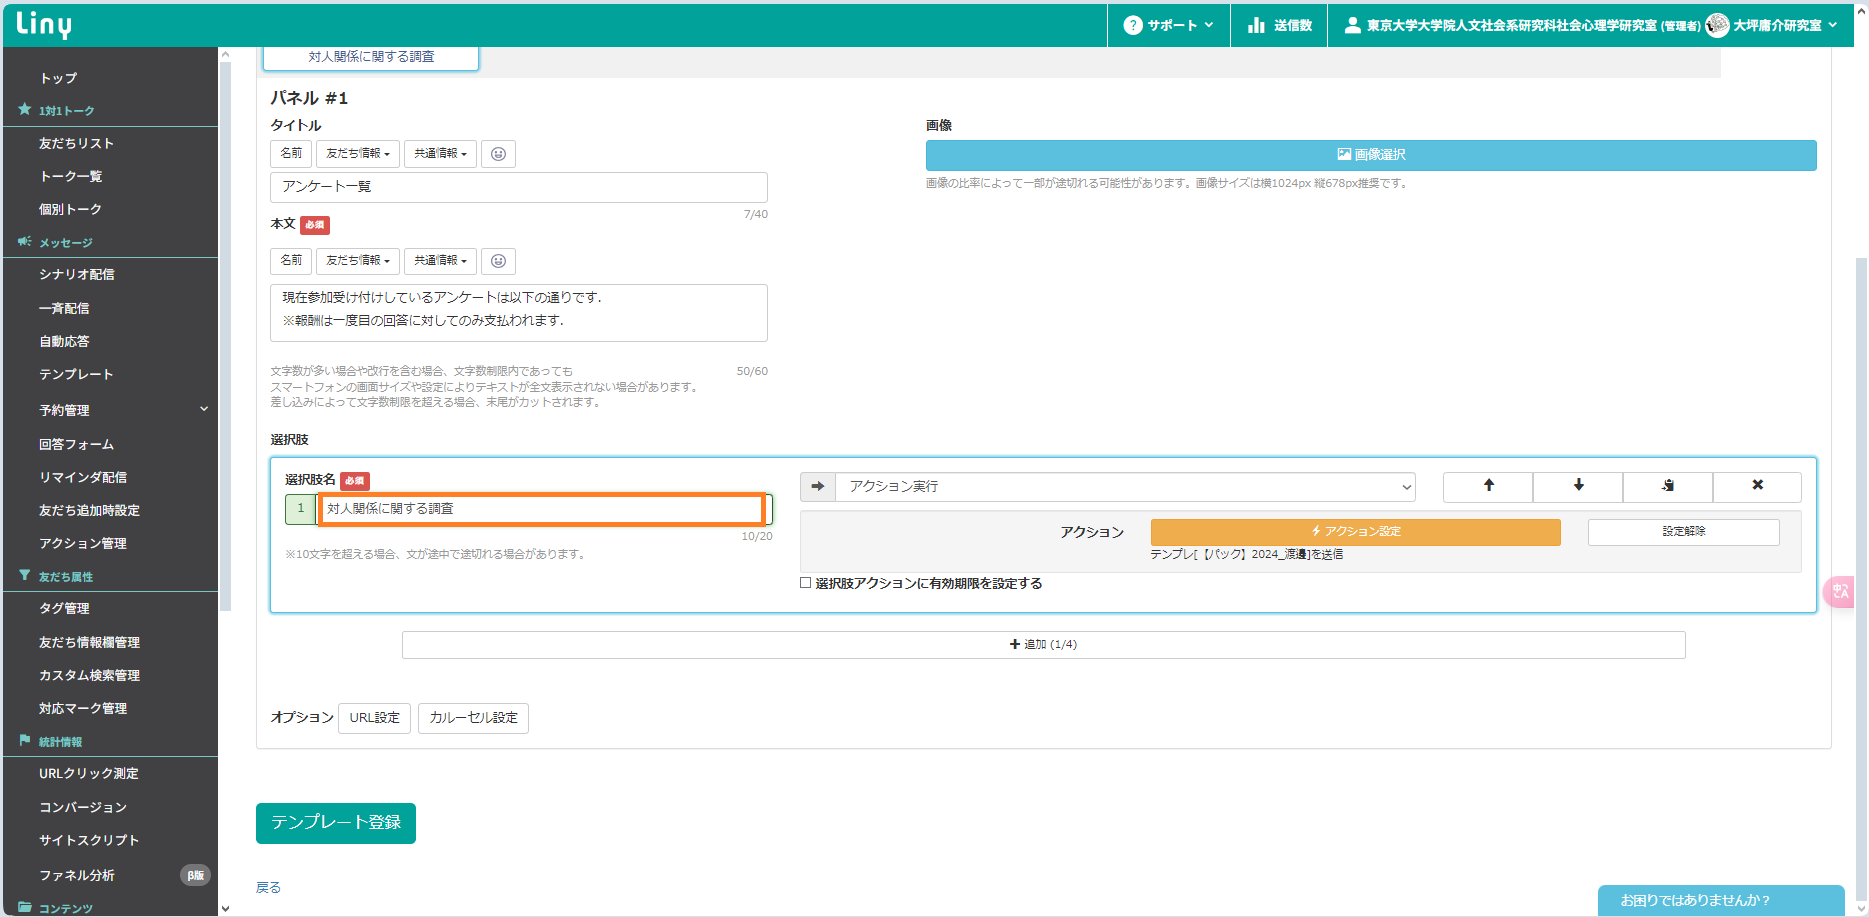 Liny
サポート
送信数
東京大学大学院人文社会系研究科社会心理学研究室 (管理者)
大坪庸介研究室
トップ
1対1トーク
友だちリスト
トーク一覧
個別トーク
メッセージ
シナリオ配信
一斉配信
自動応答
テンプレート
予約管理
回答フォーム
リマインダ配信
友だち追加時設定
アクション管理
友だち属性
タグ管理
友だち情報欄管理
カスタム検索管理
対応マーク管理
統計情報
URLクリック測定
コンバージョン
サイトスクリプト
ファネル分析 β版
コンテンツ
対人関係に関する調査
パネル #1
タイトル
名前 友だち情報 共通情報
アンケート一覧
7/40
本文 必須
名前 友だち情報 共通情報
現在参加受け付けしているアンケートは以下の通りです.
※報酬は一度目の回答に対してのみ支払われます.
50/60
文字数が多い場合や改行を含む場合、文字数制限内であっても
スマートフォンの画面サイズや設定によりテキストが全文表示されない場合があります。
差し込みによって文字数制限を超える場合、末尾がカットされます。
画像
画像選択
画像の比率によって一部が途切れる可能性があります。画像サイズは横1024px 縦678px推奨です。
選択肢
選択肢名 必須
1 対人関係に関する調査
10/20
※10文字を超える場合、文が途中で途切れる場合があります。
アクション実行
アクション アクション設定 設定解除
テンプレ[【パック】2024_渡邊]を送信
選択肢アクションに有効期限を設定する
追加 (1/4)
オプション URL設定 カルーセル設定
テンプレート登録
戻る
お困りではありませんか？